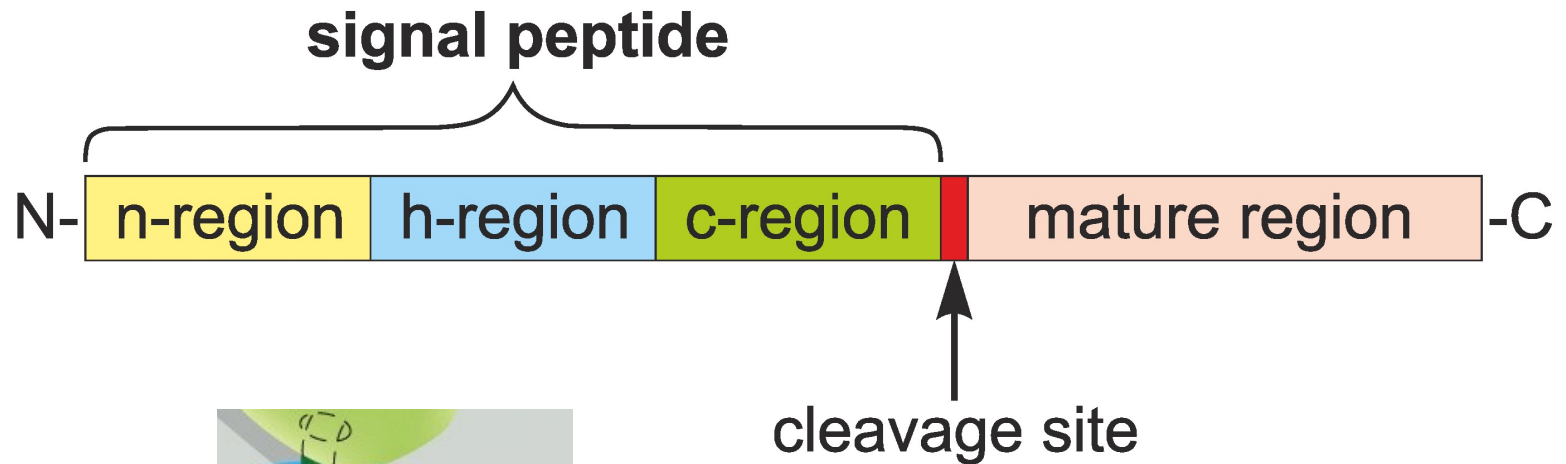 signal peptide
N- n-region h-region c-region mature region -C
cleavage site